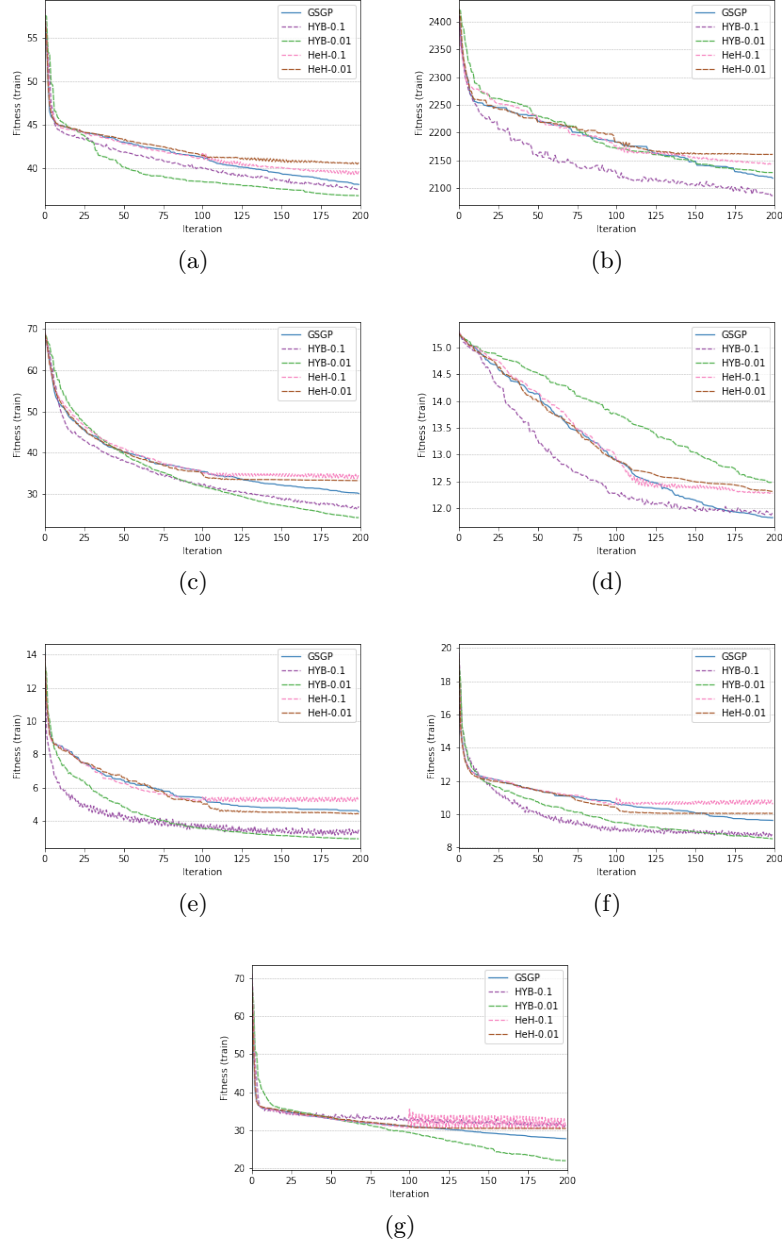 GSGP
HYB-0.1
HYB-0.01
HeH-0.1
HeH-0.01
55
50
45
40
Fitness (train)
0 25 50 75 100 125 150 175 200
Iteration
(a)
GSGP
HYB-0.1
HYB-0.01
HeH-0.1
HeH-0.01
2400
2350
2300
2250
2200
2150
2100
Fitness (train)
0 25 50 75 100 125 150 175 200
Iteration
(b)
GSGP
HYB-0.1
HYB-0.01
HeH-0.1
HeH-0.01
70
60
50
40
30
Fitness (train)
0 25 50 75 100 125 150 175 200
Iteration
(c)
GSGP
HYB-0.1
HYB-0.01
HeH-0.1
HeH-0.01
15.0
14.5
14.0
13.5
13.0
12.5
12.0
Fitness (train)
0 25 50 75 100 125 150 175 200
Iteration
(d)
GSGP
HYB-0.1
HYB-0.01
HeH-0.1
HeH-0.01
14
12
10
8
6
4
Fitness (train)
0 25 50 75 100 125 150 175 200
Iteration
(e)
GSGP
HYB-0.1
HYB-0.01
HeH-0.1
HeH-0.01
20
18
16
14
12
10
8
Fitness (train)
0 25 50 75 100 125 150 175 200
Iteration
(f)
GSGP
HYB-0.1
HYB-0.01
HeH-0.1
HeH-0.01
70
60
50
40
30
20
Fitness (train)
0 25 50 75 100 125 150 175 200
Iteration
(g)